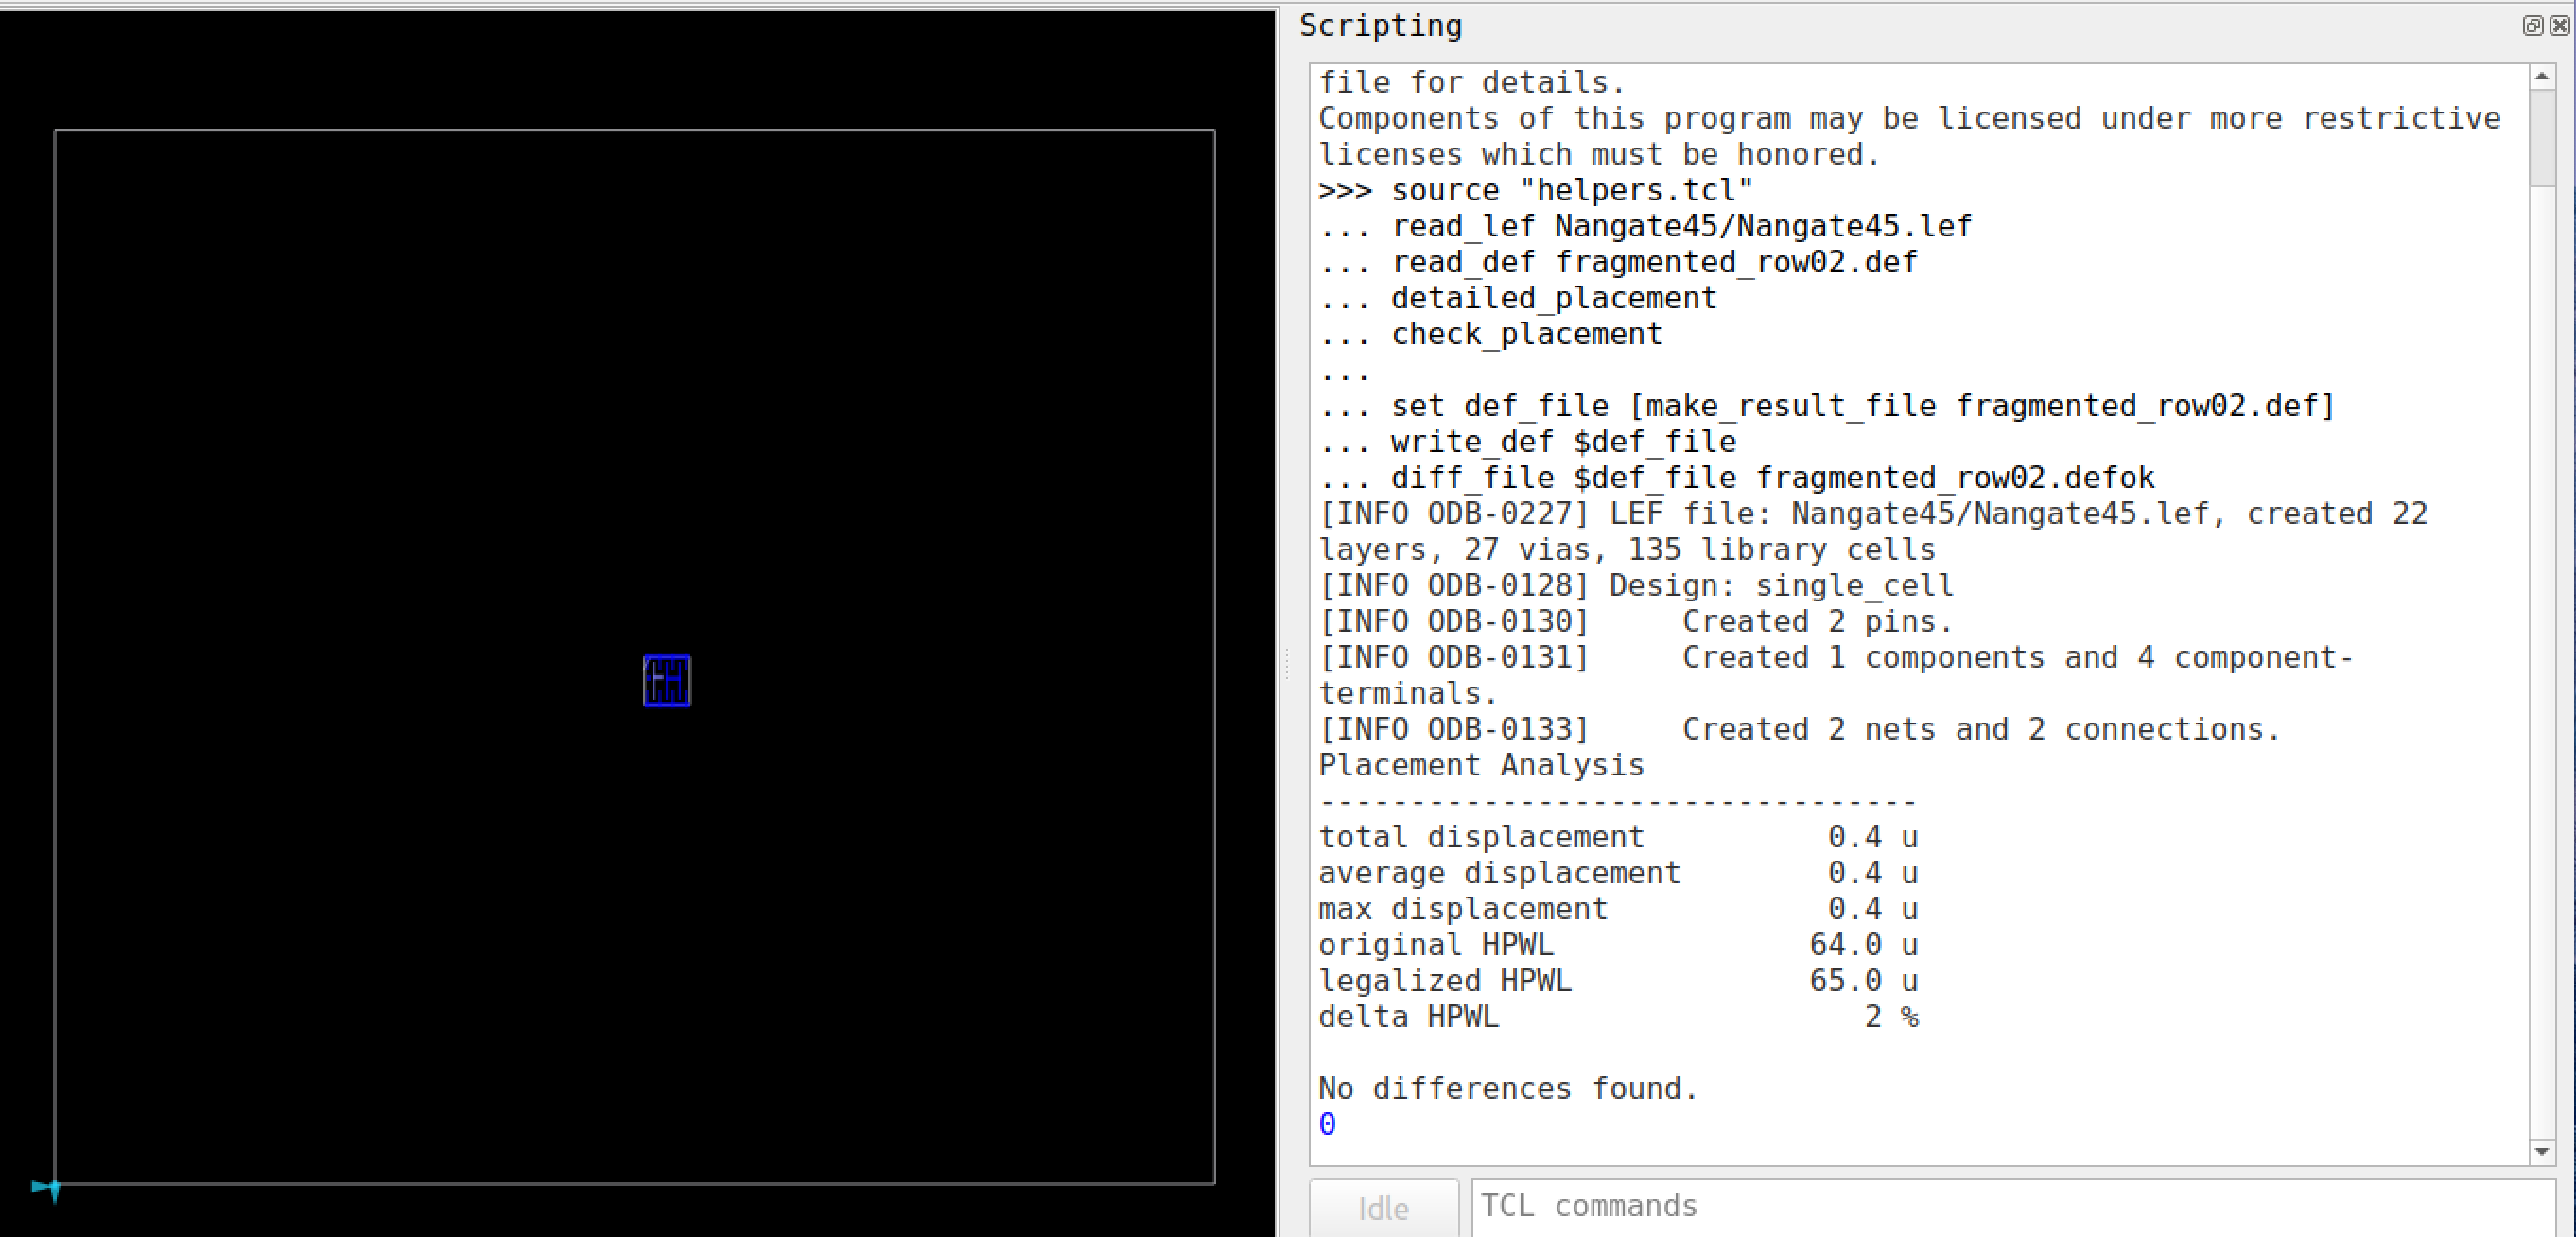 Scripting
file for details.
Components of this program may be licensed under more restrictive
licenses which must be honored.
>>> source "helpers.tcl"
... read_lef Nangate45/Nangate45.lef
... read_def fragmented_row02.def
... detailed_placement
... check_placement
...
... set def_file [make_result_file fragmented_row02.def]
... write_def $def_file
... diff_file $def_file fragmented_row02.defok
[INFO ODB-0227] LEF file: Nangate45/Nangate45.lef, created 22
layers, 27 vias, 135 library cells
[INFO ODB-0128] Design: single_cell
[INFO ODB-0130]     Created 2 pins.
[INFO ODB-0131]     Created 1 components and 4 component-
terminals.
[INFO ODB-0133]     Created 2 nets and 2 connections.
Placement Analysis
---------------------------------
total displacement          0.4 u
average displacement        0.4 u
max displacement            0.4 u
original HPWL              64.0 u
legalized HPWL             65.0 u
delta HPWL                    2 %
No differences found.
0
Idle
TCL commands